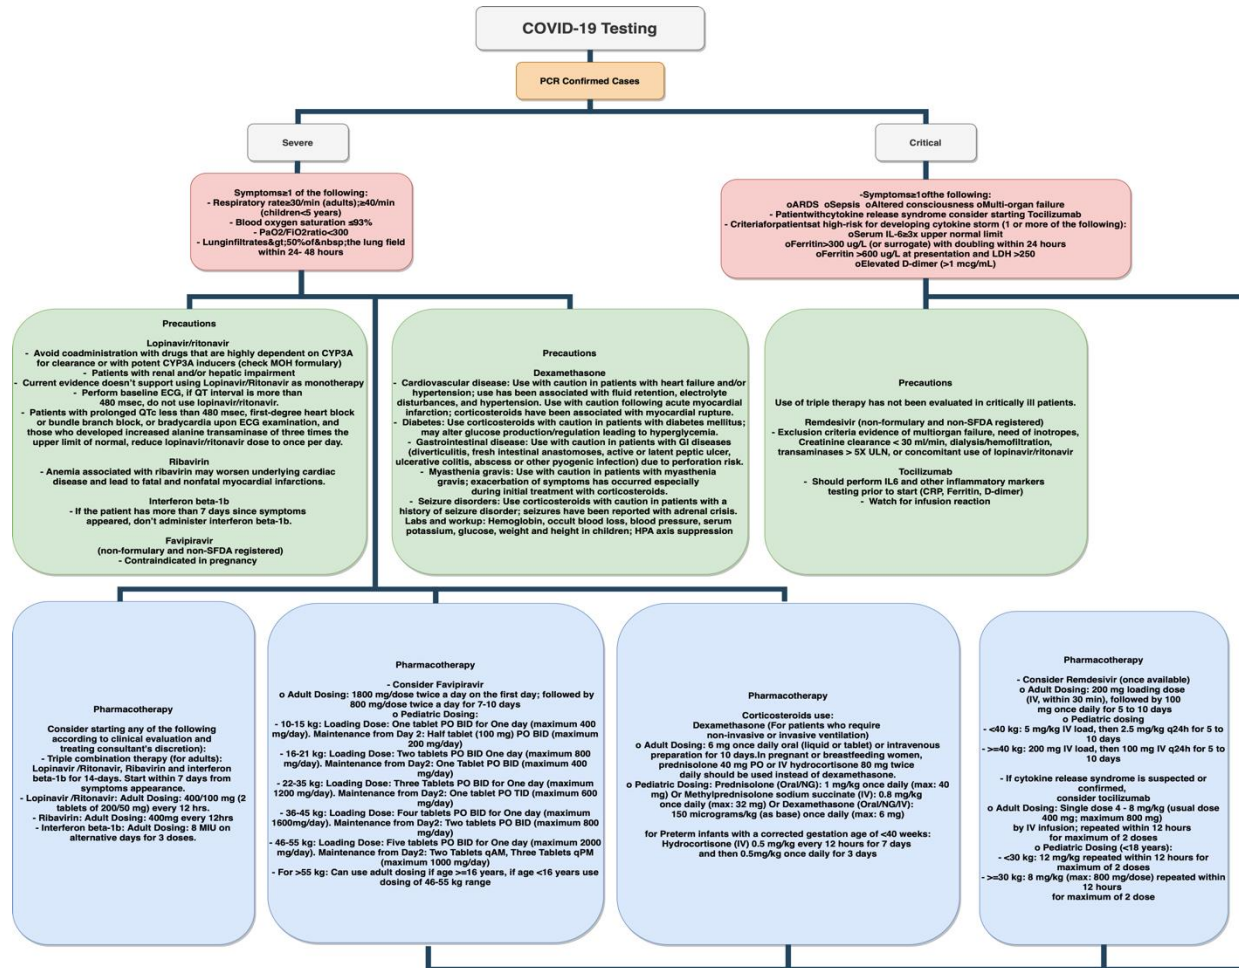 COVID-19 Testing
PCR Confirmed Cases
Severe
Critical
Symptoms≥1 of the following:
- Respiratory rate≥30/min (adults);≥40/min
(children<5 years)
- Blood oxygen saturation ≤93%
- PaO2/FiO2ratio<300
- Lunginfiltrates&gt;50%of&nbsp;the lung field
within 24- 48 hours
-Symptoms≥1ofthe following:
oARDS oSepsis oAltered consciousness oMulti-organ failure
- Patientwithcytokine release syndrome consider starting Tocilizumab
- Criteriaforpatientsat high-risk for developing cytokine storm (1 or more of the following):
oSerum IL-6≥3x upper normal limit
oFerritin>300 ug/L (or surrogate) with doubling within 24 hours
oFerritin >600 ug/L at presentation and LDH >250
oElevated D-dimer (>1 mcg/mL)
Precautions
Lopinavir/ritonavir
- Avoid coadministration with drugs that are highly dependent on CYP3A
for clearance or with potent CYP3A inducers (check MOH formulary)
- Patients with renal and/or hepatic impairment
- Current evidence doesn't support using Lopinavir/Ritonavir as monotherapy
- Perform baseline ECG, if QT interval is more than
480 msec, do not use lopinavir/ritonavir.
- Patients with prolonged QTc less than 480 msec, first-degree heart block
or bundle branch block, or bradycardia upon ECG examination, and
those who developed increased alanine transaminase of three times the
upper limit of normal, reduce lopinavir/ritonavir dose to once per day.
Ribavirin
- Anemia associated with ribavirin may worsen underlying cardiac
disease and lead to fatal and nonfatal myocardial infarctions.
Interferon beta-1b
- If the patient has more than 7 days since symptoms
appeared, don't administer interferon beta-1b.
Favipiravir
(non-formulary and non-SFDA registered)
- Contraindicated in pregnancy
Precautions
Dexamethasone
- Cardiovascular disease: Use with caution in patients with heart failure and/or
hypertension; use has been associated with fluid retention, electrolyte
disturbances, and hypertension. Use with caution following acute myocardial
infarction; corticosteroids have been associated with myocardial rupture.
- Diabetes: Use corticosteroids with caution in patients with diabetes mellitus;
may alter glucose production/regulation leading to hyperglycemia.
- Gastrointestinal disease: Use with caution in patients with GI diseases
(diverticulitis, fresh intestinal anastomoses, active or latent peptic ulcer,
ulcerative colitis, abscess or other pyogenic infection) due to perforation risk.
- Myasthenia gravis: Use with caution in patients with myasthenia
gravis; exacerbation of symptoms has occurred especially
during initial treatment with corticosteroids.
- Seizure disorders: Use corticosteroids with caution in patients with a
history of seizure disorder; seizures have been reported with adrenal crisis.
Labs and workup: Hemoglobin, occult blood loss, blood pressure, serum
potassium, glucose, weight and height in children; HPA axis suppression
Precautions
Use of triple therapy has not been evaluated in critically ill patients.
Remdesivir (non-formulary and non-SFDA registered)
- Exclusion criteria evidence of multiorgan failure, need of inotropes,
Creatinine clearance < 30 ml/min, dialysis/hemofiltration,
transaminases > 5X ULN, or concomitant use of lopinavir/ritonavir
Tocilizumab
- Should perform IL6 and other inflammatory markers
testing prior to start (CRP, Ferritin, D-dimer)
- Watch for infusion reaction
Pharmacotherapy
Consider starting any of the following
according to clinical evaluation and
treating consultant's discretion):
- Triple combination therapy (for adults):
Lopinavir /Ritonavir, Ribavirin and interferon
beta-1b for 14-days. Start within 7 days from
symptoms appearance.
- Lopinavir /Ritonavir: Adult Dosing: 400/100 mg (2
tablets of 200/50 mg) every 12 hrs.
- Ribavirin: Adult Dosing: 400mg every 12hrs
- Interferon beta-1b: Adult Dosing: 8 MIU on
alternative days for 3 doses.
Pharmacotherapy
- Consider Favipiravir
o Adult Dosing: 1800 mg/dose twice a day on the first day; followed by
800 mg/dose twice a day for 7-10 days
o Pediatric Dosing:
- 10-15 kg: Loading Dose: One tablet PO BID for One day (maximum 400
mg/day). Maintenance from Day 2: Half tablet (100 mg) PO BID (maximum
200 mg/day)
- 16-21 kg: Loading Dose: Two tablets PO BID One day (maximum 800
mg/day). Maintenance from Day2: One Tablet PO BID (maximum 400
mg/day)
- 22-35 kg: Loading Dose: Three Tablets PO BID for One day (maximum
1200 mg/day). Maintenance from Day2: One tablet PO TID (maximum 600
mg/day)
- 36-45 kg: Loading Dose: Four tablets PO BID for One day (maximum
1600mg/day). Maintenance from Day2: Two tablets PO BID (maximum 800
mg/day)
- 46-55 kg: Loading Dose: Five tablets PO BID for One day (maximum 2000
mg/day). Maintenance from Day2: Two Tablets qAM, Three Tablets qPM
(maximum 1000 mg/day)
- For >55 kg: Can use adult dosing if age >=16 years, if age <16 years use
dosing of 46-55 kg range
Pharmacotherapy
Corticosteroids use:
Dexamethasone (For patients who require
non-invasive or invasive ventilation)
o Adult Dosing: 6 mg once daily oral (liquid or tablet) or intravenous
preparation for 10 days.In pregnant or breastfeeding women,
prednisolone 40 mg PO or IV hydrocortisone 80 mg twice
daily should be used instead of dexamethasone.
o Pediatric Dosing: Prednisolone (Oral/NG): 1 mg/kg once daily (max: 40
mg) Or Methylprednisolone sodium succinate (IV): 0.8 mg/kg
once daily (max: 32 mg) Or Dexamethasone (Oral/NG/IV):
150 micrograms/kg (as base) once daily (max: 6 mg)
for Preterm infants with a corrected gestation age of <40 weeks:
Hydrocortisone (IV) 0.5 mg/kg every 12 hours for 7 days
and then 0.5mg/kg once daily for 3 days
Pharmacotherapy
- Consider Remdesivir (once available)
o Adult Dosing: 200 mg loading dose
(IV, within 30 min), followed by 100
mg once daily for 5 to 10 days
o Pediatric dosing
- <40 kg: 5 mg/kg IV load, then 2.5 mg/kg q24h for 5 to
10 days
- >=40 kg: 200 mg IV load, then 100 mg IV q24h for 5 to
10 days
- If cytokine release syndrome is suspected or
confirmed,
consider tocilizumab
o Adult Dosing: Single dose 4 - 8 mg/kg (usual dose
400 mg; maximum 800 mg)
by IV infusion; repeated within 12 hours
for maximum of 2 doses
o Pediatric Dosing (<18 years):
- <30 kg: 12 mg/kg repeated within 12 hours for
maximum of 2 doses
- >=30 kg: 8 mg/kg (max: 800 mg/dose) repeated within
12 hours
for maximum of 2 dose